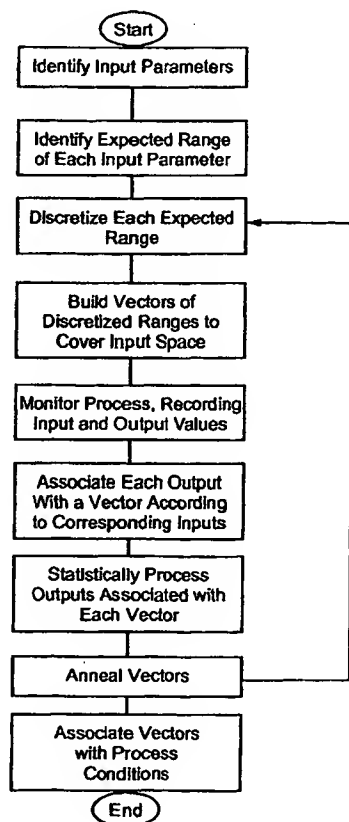 Start
Identify Input Parameters
Identify Expected Range
of Each Input Parameter
Discretize Each Expected
Range
Build Vectors of
Discretized Ranges to
Cover Input Space
Monitor Process, Recording
Input and Output Values
Associate Each Output
With a Vector According
to Corresponding Inputs
Statistically Process
Outputs Associated with
Each Vector
Anneal Vectors
Associate Vectors
with Process
Conditions
End